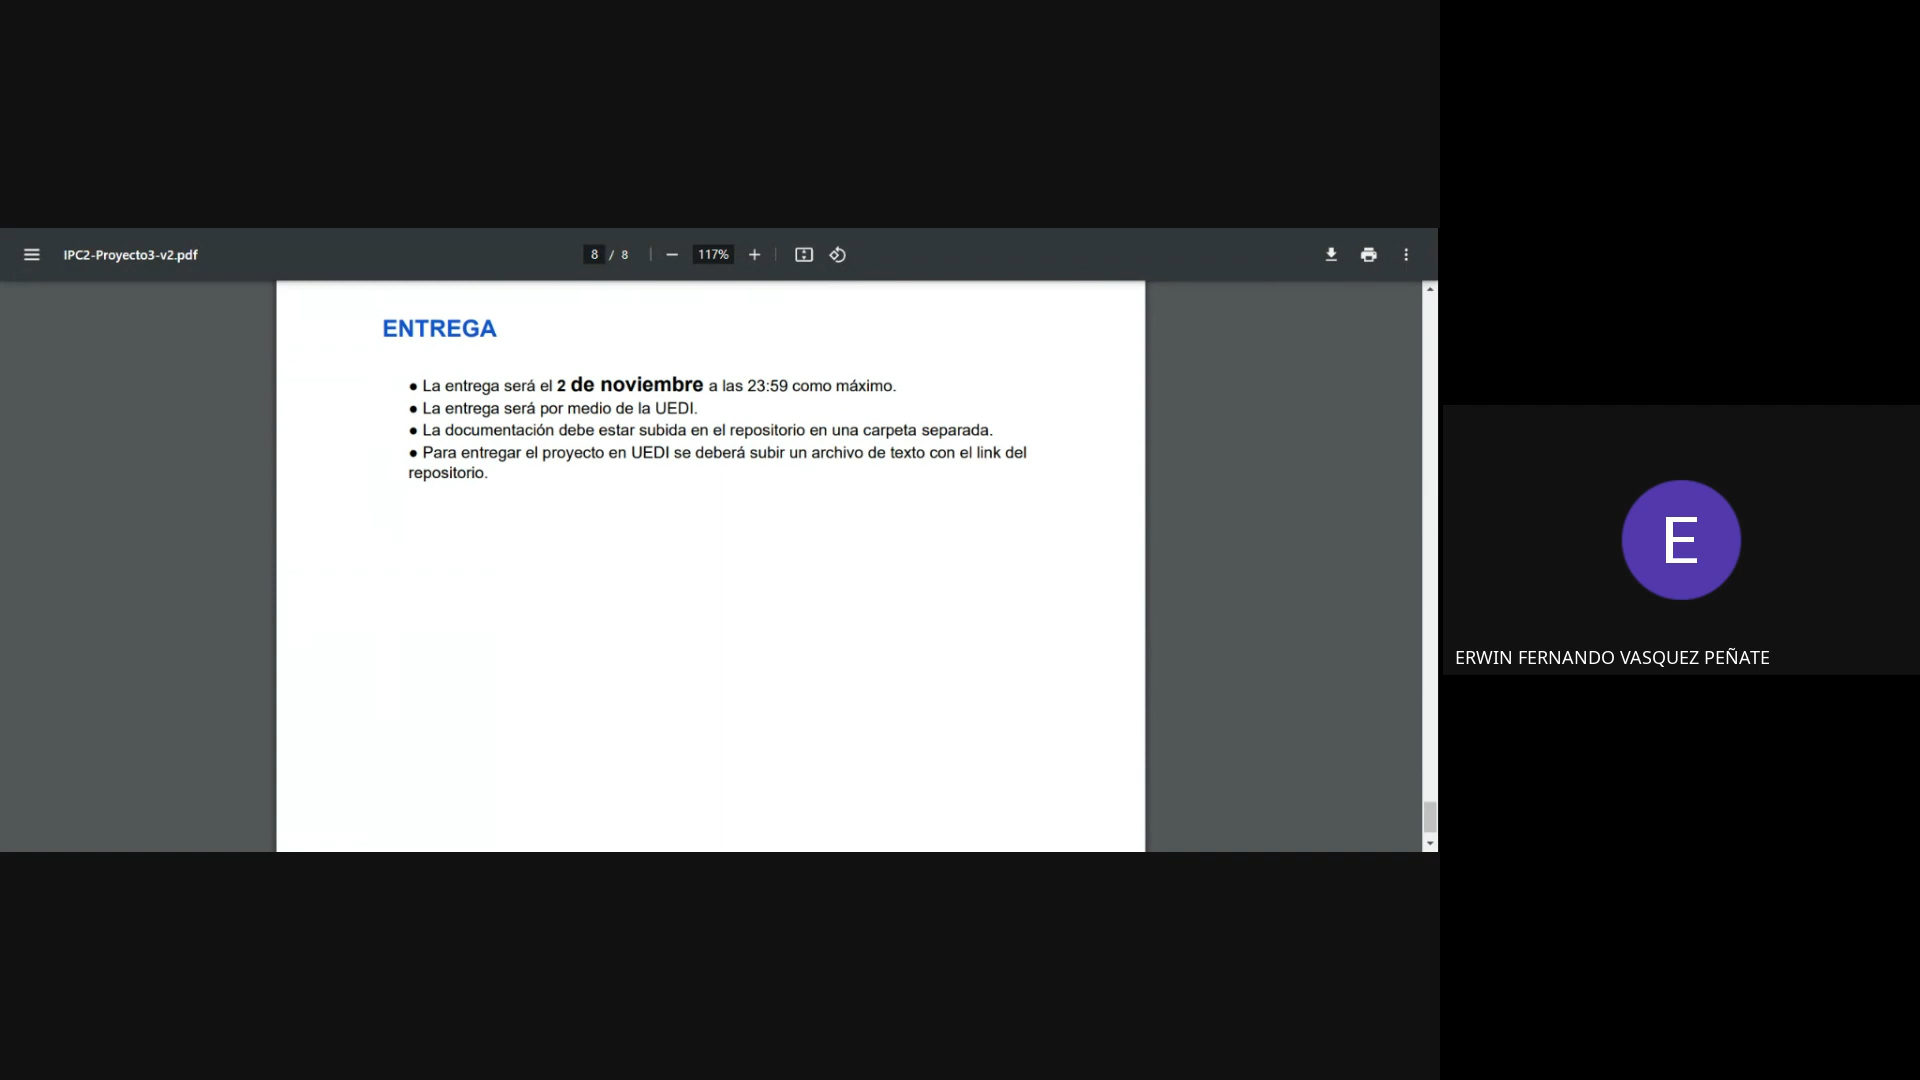 IPC2-Proyecto3-v2.pdf
8 / 8
117%
ENTREGA
● La entrega será el 2 de noviembre a las 23:59 como máximo.
● La entrega será por medio de la UEDI.
● La documentación debe estar subida en el repositorio en una carpeta separada.
● Para entregar el proyecto en UEDI se deberá subir un archivo de texto con el link del
repositorio.
E
ERWIN FERNANDO VASQUEZ PEÑATE